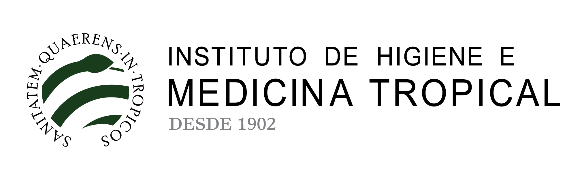 SANITATEM·QUAERENS·IN·TROPICOS
INSTITUTO DE HIGIENE E
MEDICINA TROPICAL
DESDE 1902